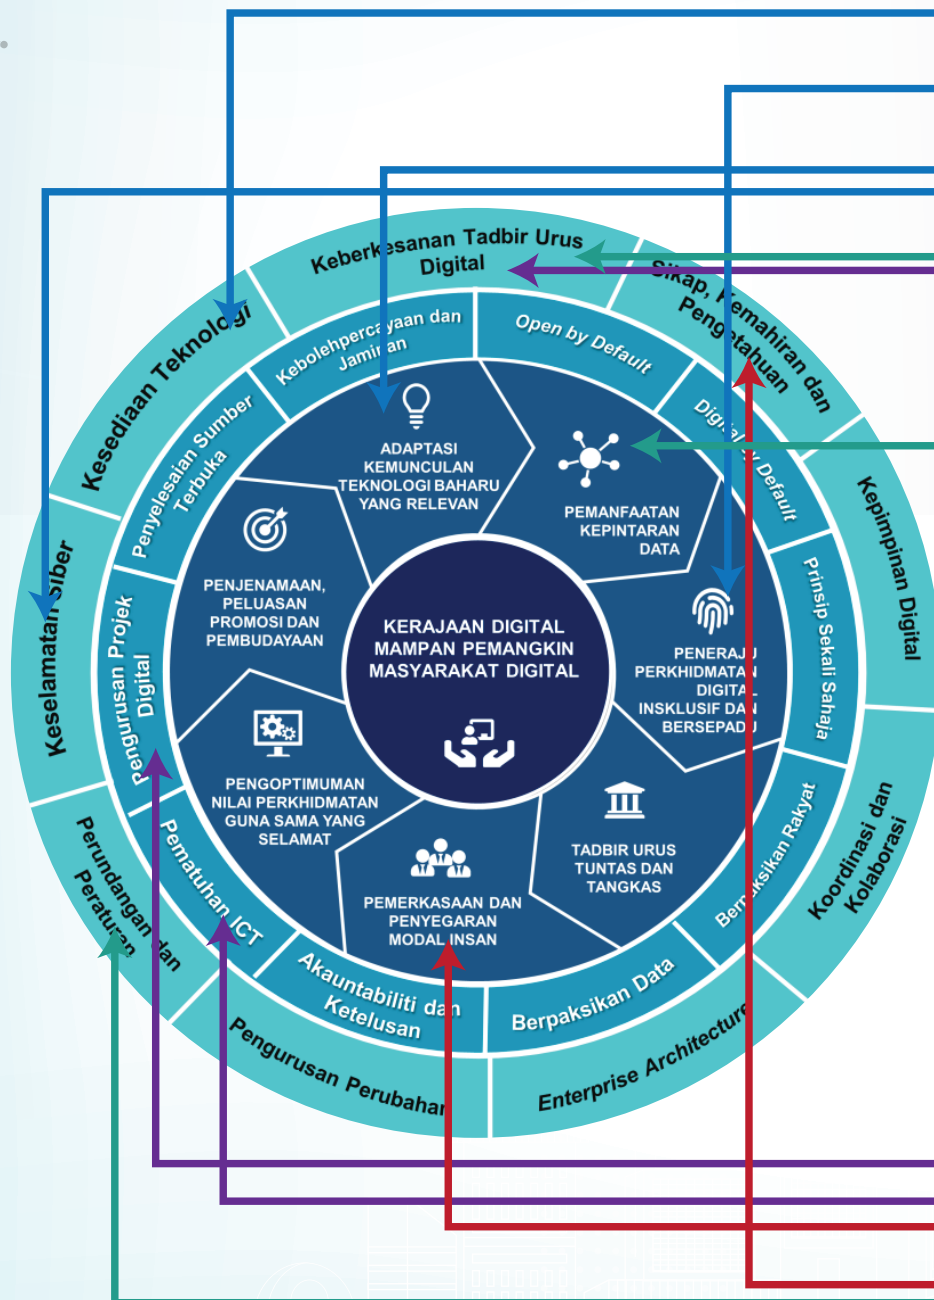 Keberkesanan Tadbir Urus
Digital
Sikap, Kemahiran dan
Pengetahuan
Kepimpinan Digital
Koordinasi dan
Kolaborasi
Enterprise Architecture
Pengurusan Perubahan
Perundangan dan
Peraturan
Keselamatan Siber
Kesediaan Teknologi
Kebolehpercayaan dan
Jaminan
Open by Default
Digital by Default
Prinsip Sekali Sahaja
Berpaksikan Rakyat
Berpaksikan Data
Akauntabiliti dan
Ketelusan
Pematuhan ICT
Pengurusan Projek
Digital
Penyelesaian Sumber
Terbuka
ADAPTASI
KEMUNCULAN
TEKNOLOGI BAHARU
YANG RELEVAN
PEMANFAATAN
KEPINTARAN
DATA
PENERAJU
PERKHIDMATAN
DIGITAL
INSKLUSIF DAN
BERSEPADU
TADBIR URUS
TUNTAS DAN
TANGKAS
PEMERKASAAN DAN
PENYEGARAN
MODAL INSAN
PENGOPTIMUMAN
NILAI PERKHIDMATAN
GUNA SAMA YANG
SELAMAT
PENJENAMAAN,
PELUASAN
PROMOSI DAN
PEMBUDAYAAN
KERAJAAN DIGITAL
MAMPAN PEMANGKIN
MASYARAKAT DIGITAL